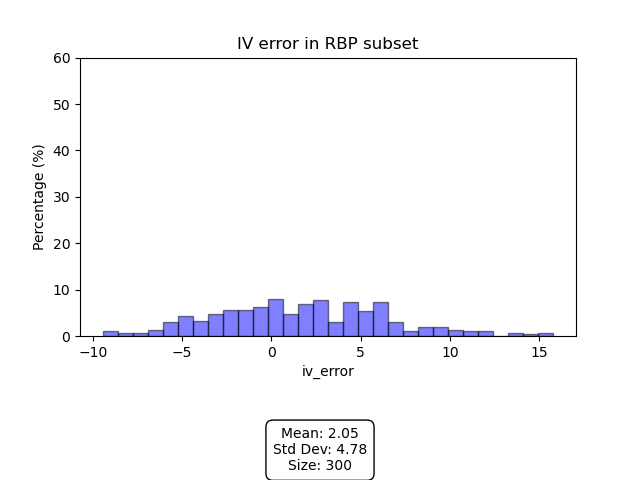 IV error in RBP subset
60
50
40
30
20
10
0
Percentage (%)
−10
−5
0
5
10
15
iv_error
Mean: 2.05
Std Dev: 4.78
Size: 300